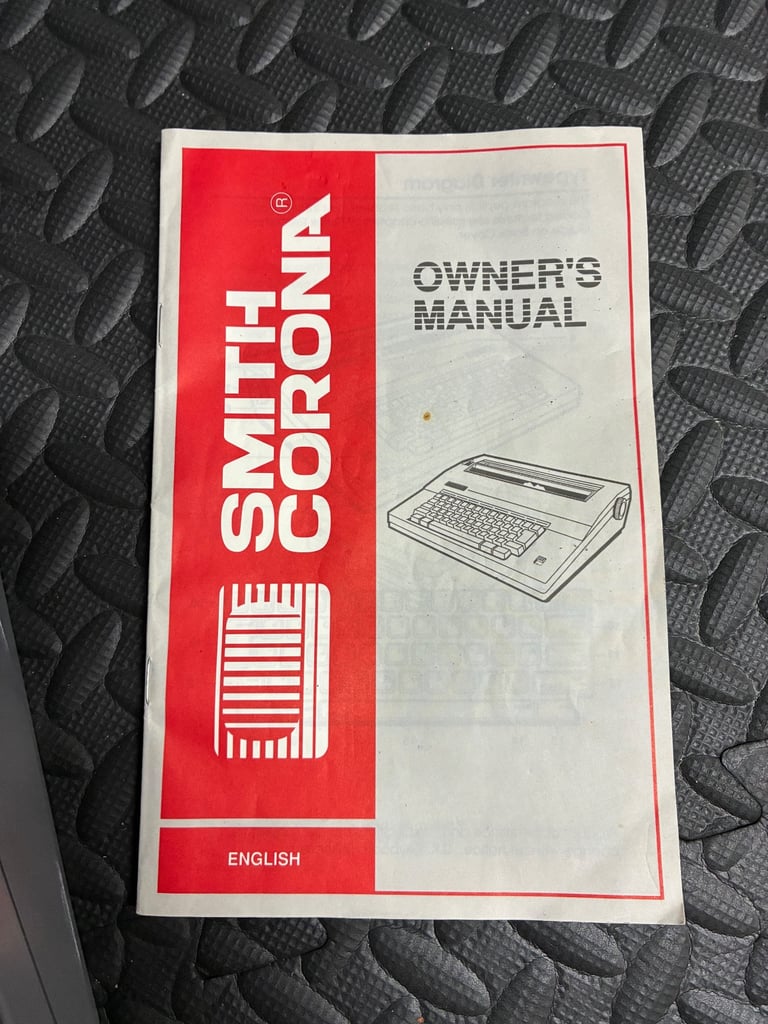 SMITH
CORONA®
OWNER'S
MANUAL
ENGLISH